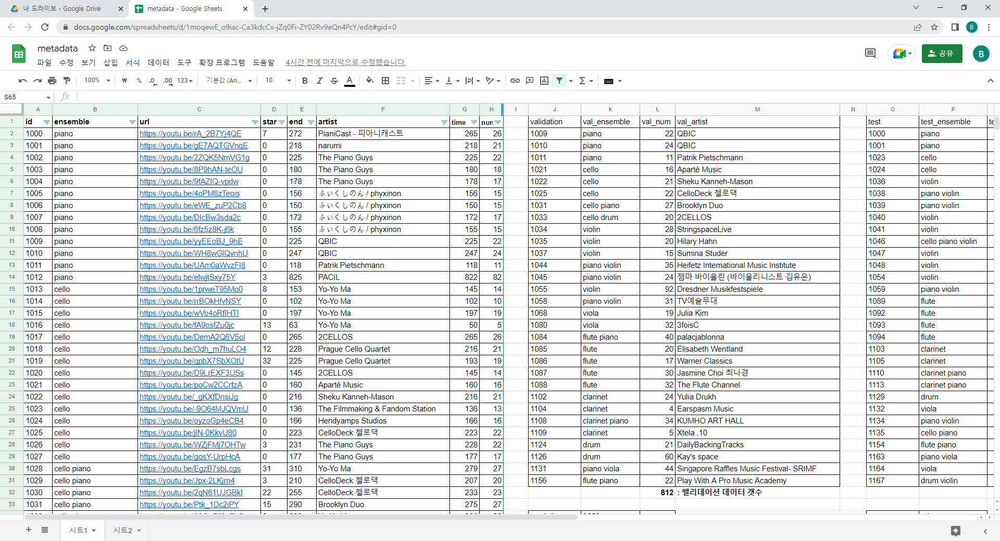 내 드라이브 - Google Drive
metadata - Google Sheets
docs.google.com/spreadsheets/d/1moqewE_o9iac-Ca3kdcCx-jZq0Fi-ZY02Rv9eQn4PcY/edit#gid=0
B
metadata
파일 수정 보기 삽입 서식 데이터 도구 확장 프로그램 도움말 4시간 전에 마지막으로 수정했습니다.
공유
B
100% ₩ % .0 .00 123 기본값 (Ari... 10 B I S A
S65 fx
A B C D E F G H I J K L M N O P
1 id ensemble url star end artist time validation val_ensemble val_num val_artist test test_ensemble
2 1000 piano https://youtu.be/rA_2B7Yj4QE 7 272 PianiCast - 피아니캐스트 265 26 1009 piano 22 QBIC 1000 piano
3 1001 piano https://youtu.be/gE7AQTGVnqE 0 218 narumi 218 21 1010 piano 24 QBIC 1001 piano
4 1002 piano https://youtu.be/2ZQK5NmVG1g 0 225 The Piano Guys 225 22 1011 piano 11 Patrik Pietschmann 1023 cello
5 1003 piano https://youtu.be/8P9hAN-teOU 0 180 The Piano Guys 180 18 1021 cello 16 Aparté Music 1024 cello
6 1004 piano https://youtu.be/9fAZIQ-vpdw 0 178 The Piano Guys 178 17 1022 cello 21 Sheku Kanneh-Mason 1036 violin
7 1005 piano https://youtu.be/4oPM8zTeois 0 156 ふぃくしのん / phyxinon 156 15 1025 cello 22 CelloDeck 첼로댁 1038 piano violin
8 1006 piano https://youtu.be/eWE_zuP2Cb8 0 150 ふぃくしのん / phyxinon 150 15 1031 cello piano 27 Brooklyn Duo 1039 piano violin
9 1007 piano https://youtu.be/DIcBw3sda2c 0 172 ふぃくしのん / phyxinon 172 17 1033 cello drum 20 2CELLOS 1040 violin
10 1008 piano https://youtu.be/6fz5z8K-j6k 0 155 ふぃくしのん / phyxinon 155 15 1034 violin 28 StringspaceLive 1041 violin
11 1009 piano https://youtu.be/yyEEoBJ_9hE 0 225 QBIC 225 22 1035 violin 20 Hilary Hahn 1046 cello piano violin
12 1010 piano https://youtu.be/WH8wGlQvnhU 0 247 QBIC 247 24 1037 violin 15 Sumina Studer 1047 violin
13 1011 piano https://youtu.be/UAm0aWvzFI8 0 118 Patrik Pietschmann 118 11 1044 piano violin 35 Heifetz International Music Institute 1048 violin
14 1012 piano https://youtu.be/elwjtSxy75Y 3 825 PACIL 822 82 1045 piano violin 24 젬마 바이올린 (바이올리니스트 김유은) 1054 violin
15 1013 cello https://youtu.be/1prweT95Mo0 8 153 Yo-Yo Ma 145 14 1055 violin 92 Dresdner Musikfestspiele 1059 piano violin
16 1014 cello https://youtu.be/rrBOkHfvNSY 0 102 Yo-Yo Ma 102 10 1058 piano violin 31 TV예술무대 1089 flute
17 1015 cello https://youtu.be/wVo4oRfIHTI 0 197 Yo-Yo Ma 197 19 1068 viola 19 Julia Kim 1092 flute
18 1016 cello https://youtu.be/fA9osfZu0jc 13 63 Yo-Yo Ma 50 5 1080 viola 32 3foisC 1093 flute
19 1017 cello https://youtu.be/DemA2Q6V5oI 0 265 2CELLOS 265 26 1084 flute piano 40 palacjablonna 1094 flute
20 1018 cello https://youtu.be/Odh_m7huLO4 12 228 Prague Cello Quartet 216 21 1085 flute 20 Elisabeth Wentland 1103 clarinet
21 1019 cello https://youtu.be/qpbX7SbXOtU 32 225 Prague Cello Quartet 193 19 1086 flute 17 Warner Classics 1105 clarinet
22 1020 cello https://youtu.be/D9LrEXF3USs 0 145 2CELLOS 145 14 1087 flute 30 Jasmine Choi 최나경 1110 clarinet piano
23 1021 cello https://youtu.be/poCw2CCrfzA 0 160 Aparté Music 160 16 1088 flute 32 The Flute Channel 1113 clarinet piano
24 1022 cello https://youtu.be/_gKXfDnsiJg 0 216 Sheku Kanneh-Mason 216 21 1102 clarinet 24 Yulia Drukh 1129 drum
25 1023 cello https://youtu.be/-9O64MJQVmU 0 136 The Filmmaking & Fandom Station 136 13 1104 clarinet 4 Earspasm Music 1132 viola
26 1024 cello https://youtu.be/oyzoGp4eCB4 0 166 Hendyamps Studios 166 16 1108 clarinet piano 34 KUMHO ART HALL 1134 piano violin
27 1025 cello https://youtu.be/jIN-0KkvU80 0 223 CelloDeck 첼로댁 223 22 1109 clarinet 5 Xtela .10 1135 cello piano
28 1026 cello https://youtu.be/WZjFMj7OHTw 3 231 The Piano Guys 228 22 1124 drum 21 DailyBackingTracks 1154 flute piano
29 1027 cello https://youtu.be/gosY-UrpHcA 0 177 The Piano Guys 177 17 1126 drum 60 Kay's space 1163 piano viola
30 1028 cello piano https://youtu.be/EgzB7sbLcgs 31 310 Yo-Yo Ma 279 27 1131 piano viola 44 Singapore Raffles Music Festival- SRIMF 1164 viola
31 1029 cello piano https://youtu.be/Jpx-2LKjrn4 3 210 CelloDeck 첼로댁 207 20 1156 flute piano 22 Play With A Pro Music Academy 1167 drum violin
32 1030 cello piano https://youtu.be/2qN61UJGBkI 22 255 CelloDeck 첼로댁 233 23 812 : 밸리데이션 데이터 갯수
33 1031 cello piano https://youtu.be/Ptk_1Dc2iPY 15 290 Brooklyn Duo 275 27
시트1 시트2